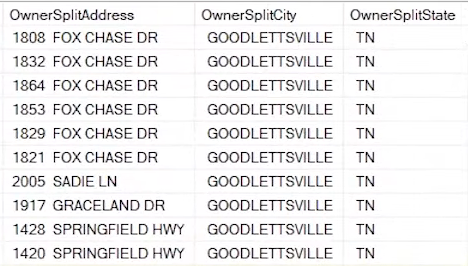 OwnerSplitAddress OwnerSplitCity OwnerSplitState
1808 FOX CHASE DR GOODLETTSVILLE TN
1832 FOX CHASE DR GOODLETTSVILLE TN
1864 FOX CHASE DR GOODLETTSVILLE TN
1853 FOX CHASE DR GOODLETTSVILLE TN
1829 FOX CHASE DR GOODLETTSVILLE TN
1821 FOX CHASE DR GOODLETTSVILLE TN
2005 SADIE LN GOODLETTSVILLE TN
1917 GRACELAND DR GOODLETTSVILLE TN
1428 SPRINGFIELD HWY GOODLETTSVILLE TN
1420 SPRINGFIELD HWY GOODLETTSVILLE TN